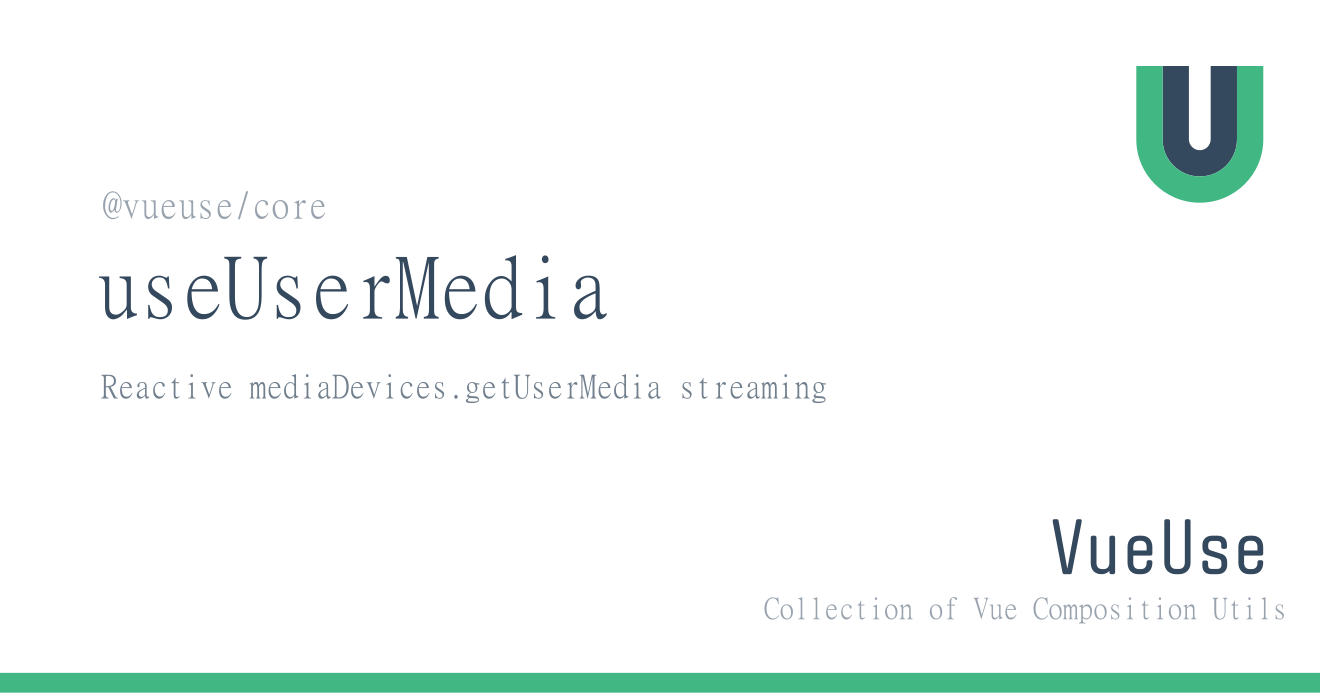 @vueuse/core
useUserMedia
Reactive mediaDevices.getUserMedia streaming
VueUse
Collection of Vue Composition Utils